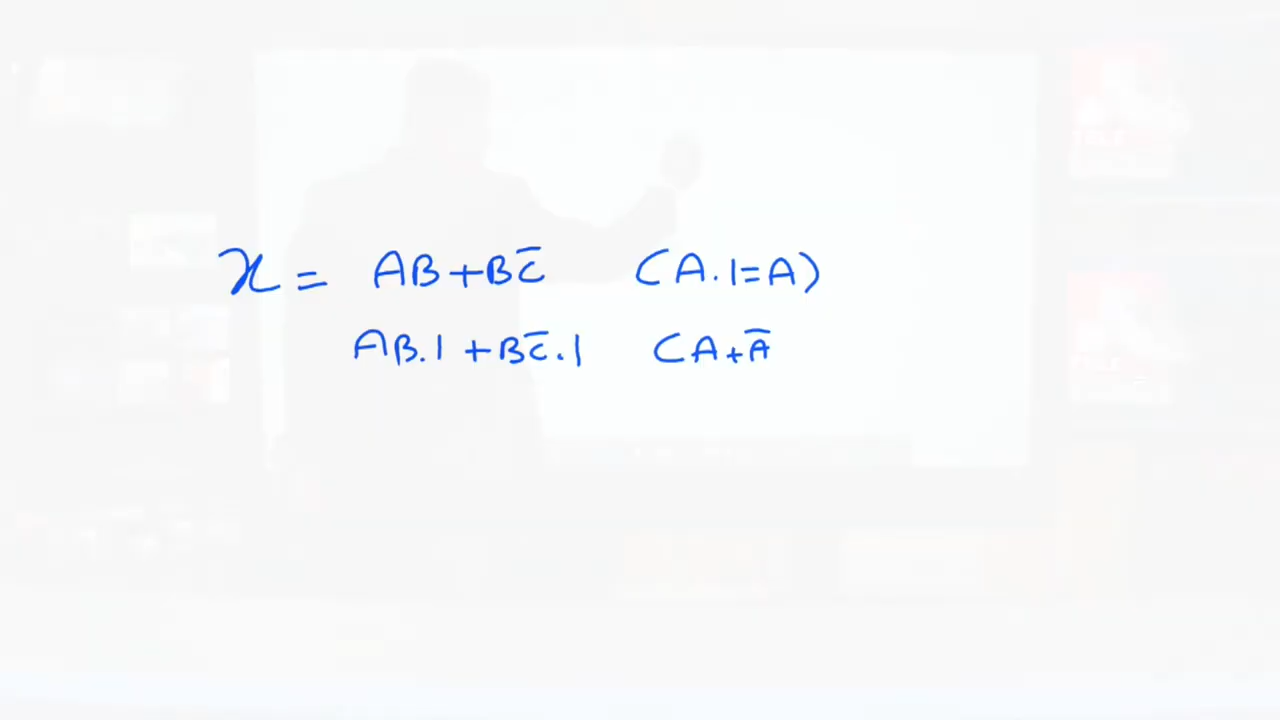 x = AB+BC̅ (A.1=A)
AB.1 +BC̅.1 (A+A̅